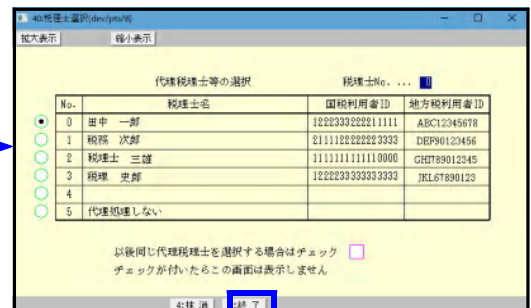 40:税理士選択(dev/pts/8)
拡大表示 縮小表示
代理税理士等の選択 税理士No. ... 0
No. 税理士名 国税利用者ID 地方税利用者ID
0 田中 一郎 1222333222211111 ABC12345678
1 税務 次郎 2111122222223333 DEF90123456
2 税理士 三雄 1111111111110000 GHI789012345
3 税理 史郎 1222233333333333 JKL67890123
4
5 代理処理しない
以後同じ代理税理士を選択する場合はチェック
チェックが付いたらこの画面は表示しません
4:抹 消 終 了